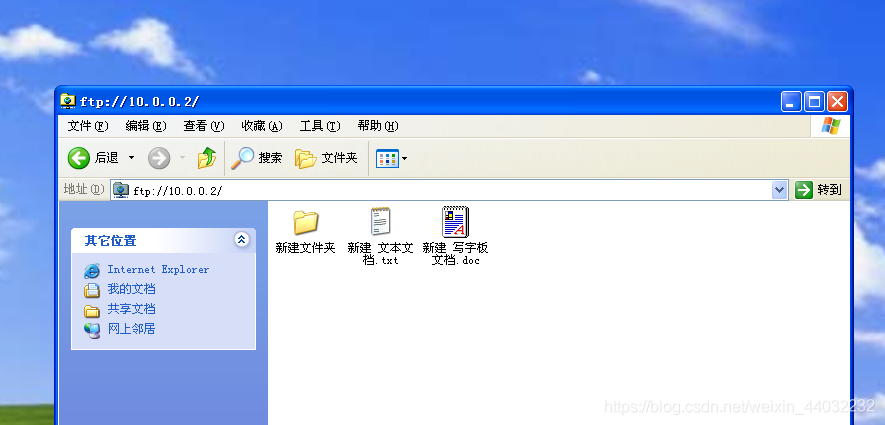 ftp://10.0.0.2/
文件(F) 编辑(E) 查看(V) 收藏(A) 工具(T) 帮助(H)
后退 搜索 文件夹
地址(D) ftp://10.0.0.2/ 转到
其它位置
Internet Explorer
我的文档
共享文档
网上邻居
新建文件夹
新建 文本文
档.txt
新建 写字板
文档.doc
https://blog.csdn.net/weixin_44032232